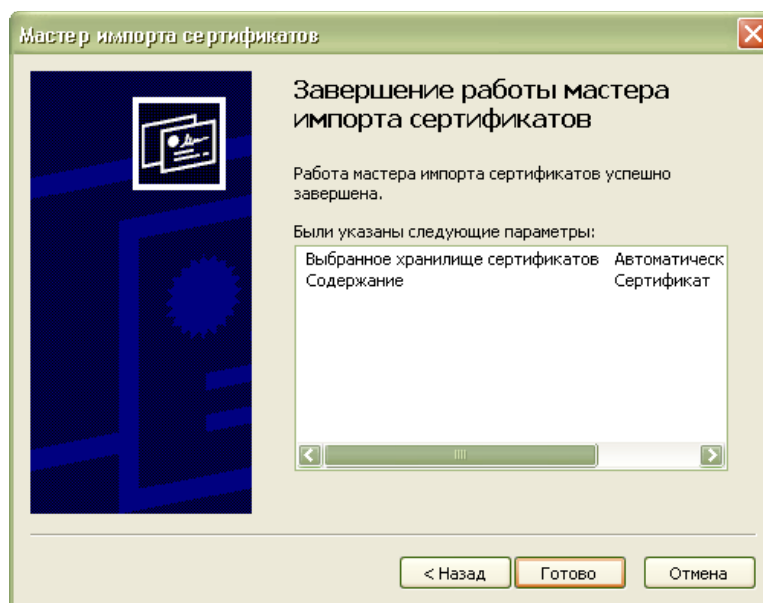 Мастер импорта сертификатов
Завершение работы мастера
импорта сертификатов
Работа мастера импорта сертификатов успешно
завершена.
Были указаны следующие параметры:
Выбранное хранилище сертификатов Автоматическ
Содержание Сертификат
< Назад Готово Отмена